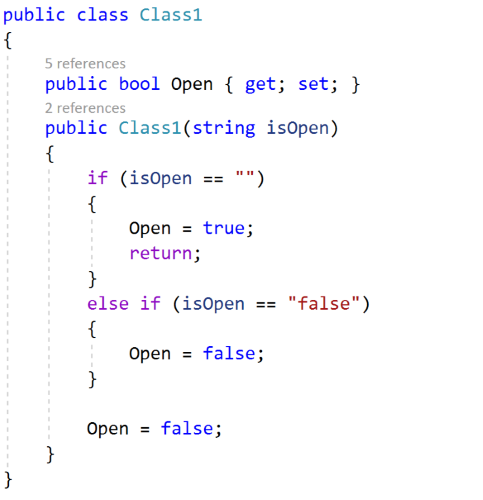 public class Class1
{
5 references
public bool Open { get; set; }
2 references
public Class1(string isOpen)
{
if (isOpen == "")
{
Open = true;
return;
}
else if (isOpen == "false")
{
Open = false;
}
Open = false;
}
}